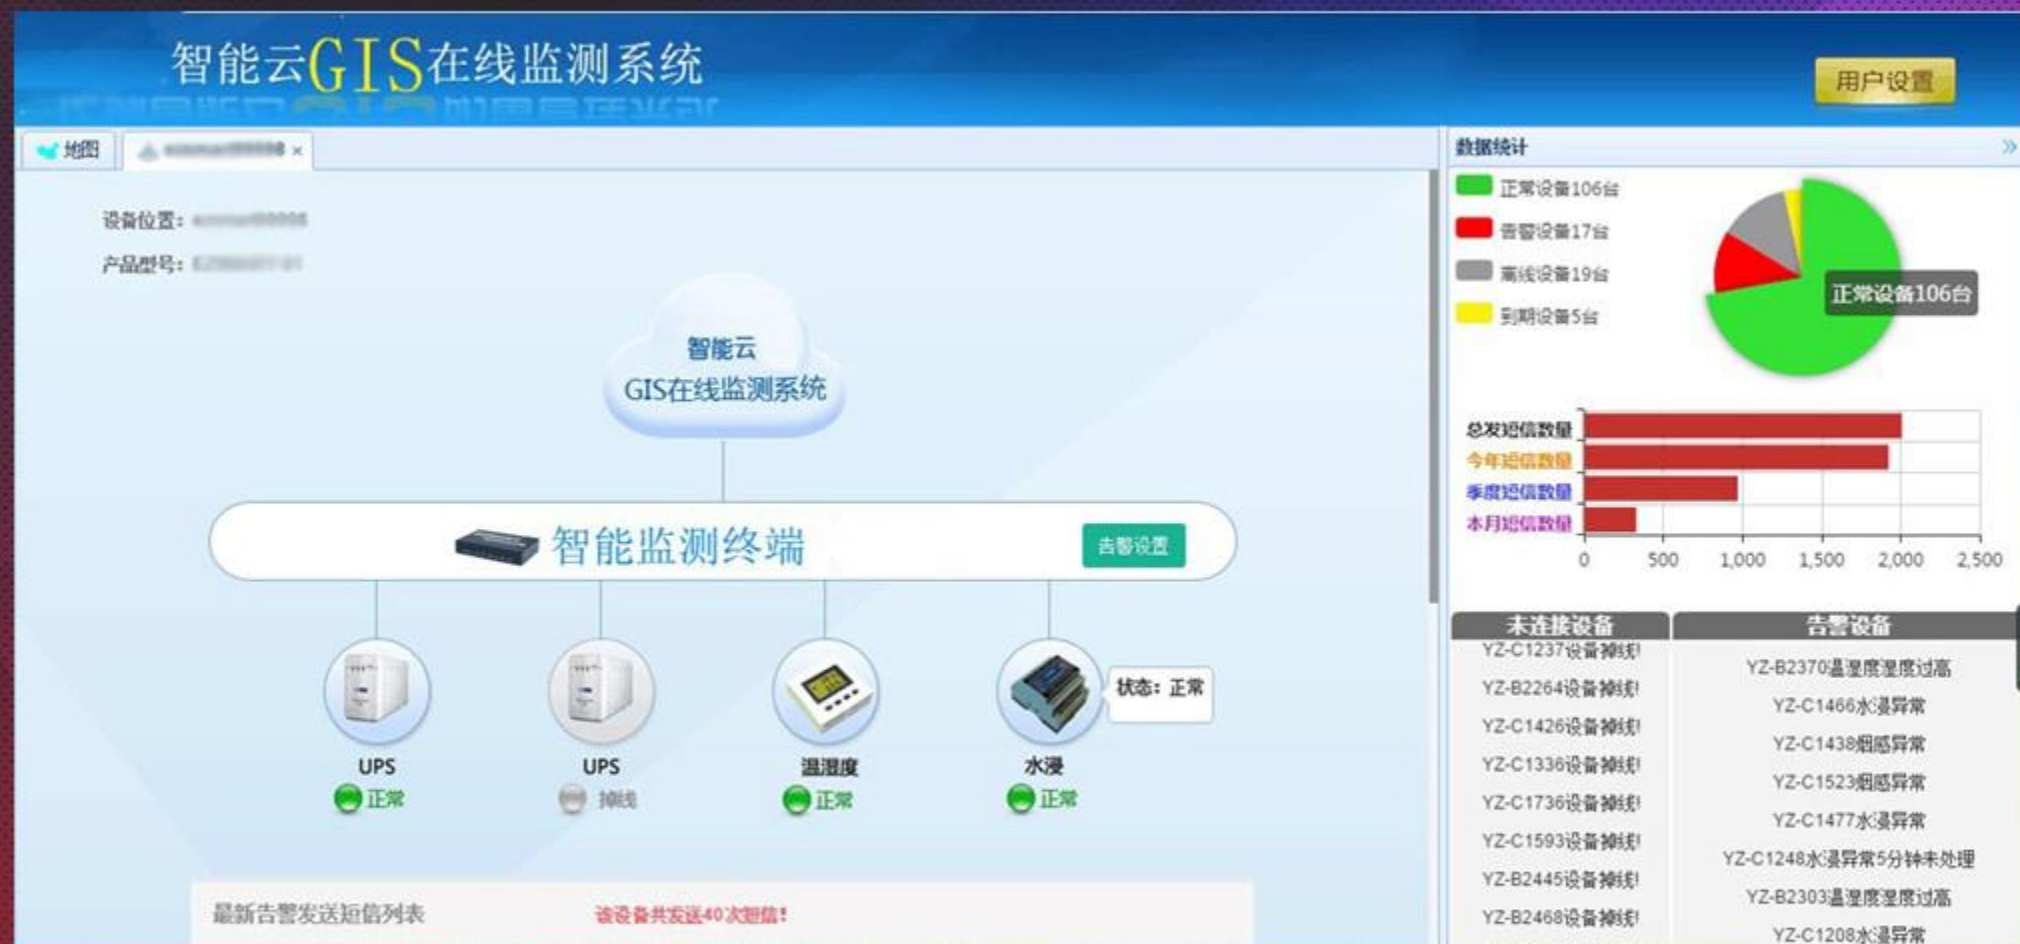 智能云GIS在线监测系统
用户设置
地图
设备位置：
产品型号：
智能云
GIS在线监测系统
智能监测终端
告警设置
状态：正常
UPS
正常
UPS
掉线
温湿度
正常
水浸
正常
最新告警发送短信列表
该设备共发送40次短信!
数据统计
正常设备106台
告警设备17台
离线设备19台
到期设备5台
正常设备106台
总发短信数量
今年短信数量
季度短信数量
本月短信数量
0 500 1,000 1,500 2,000 2,500
未连接设备
YZ-C1237设备掉线!
YZ-B2264设备掉线!
YZ-C1426设备掉线!
YZ-C1336设备掉线!
YZ-C1736设备掉线!
YZ-C1593设备掉线!
YZ-B2445设备掉线!
YZ-B2468设备掉线!
告警设备
YZ-B2370温湿度湿度过高
YZ-C1466水浸异常
YZ-C1438烟感异常
YZ-C1523烟感异常
YZ-C1477水浸异常
YZ-C1248水浸异常5分钟未处理
YZ-B2303温湿度湿度过高
YZ-C1208水浸异常